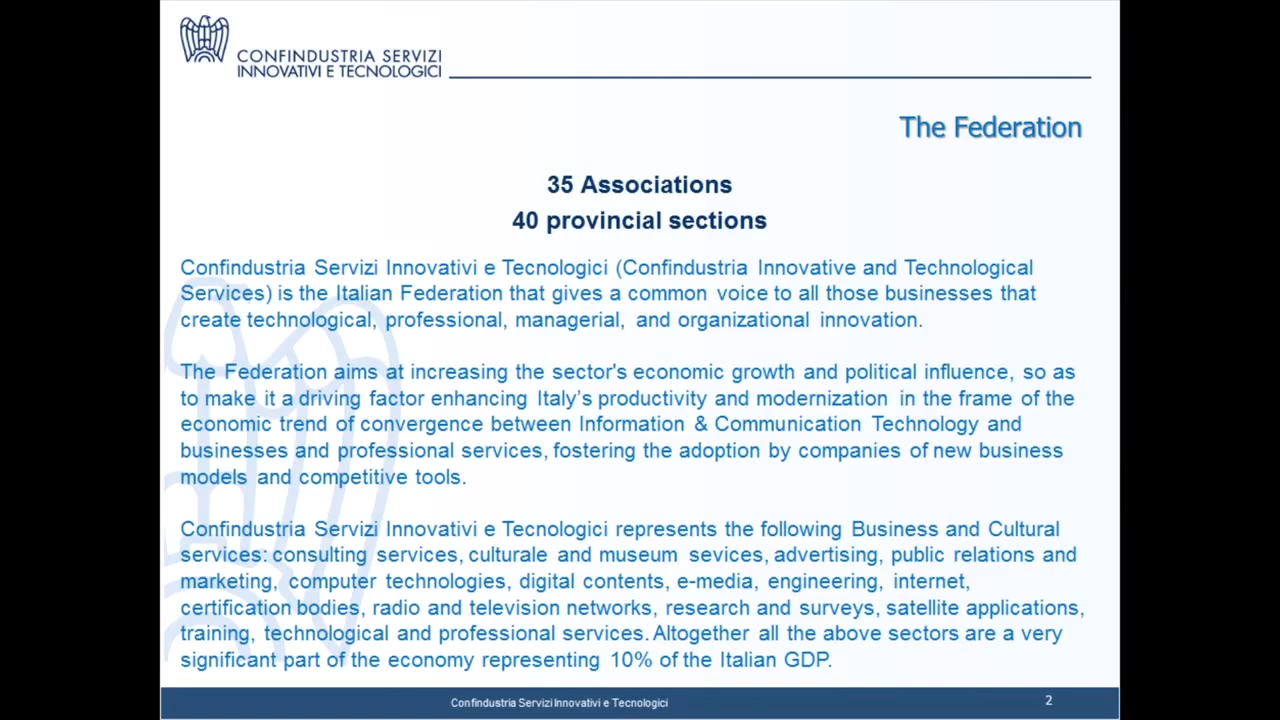 CONFINDUSTRIA SERVIZI
INNOVATIVI E TECNOLOGICI
The Federation
35 Associations
40 provincial sections
Confindustria Servizi Innovativi e Tecnologici (Confindustria Innovative and Technological
Services) is the Italian Federation that gives a common voice to all those businesses that
create technological, professional, managerial, and organizational innovation.
The Federation aims at increasing the sector's economic growth and political influence, so as
to make it a driving factor enhancing Italy’s productivity and modernization in the frame of the
economic trend of convergence between Information & Communication Technology and
businesses and professional services, fostering the adoption by companies of new business
models and competitive tools.
Confindustria Servizi Innovativi e Tecnologici represents the following Business and Cultural
services: consulting services, culturale and museum sevices, advertising, public relations and
marketing, computer technologies, digital contents, e-media, engineering, internet,
certification bodies, radio and television networks, research and surveys, satellite applications,
training, technological and professional services. Altogether all the above sectors are a very
significant part of the economy representing 10% of the Italian GDP.
Confindustria Servizi Innovativi e Tecnologici
2